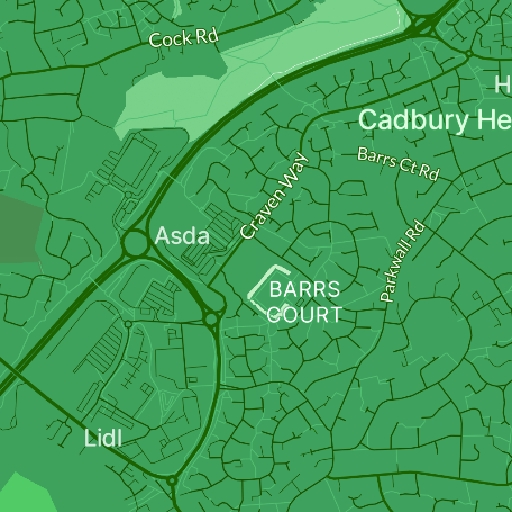 Cock Rd
H
Cadbury He
Barrs Ct Rd
Craven Way
Asda
Parkwall Rd
BARRS
COURT
Lidl